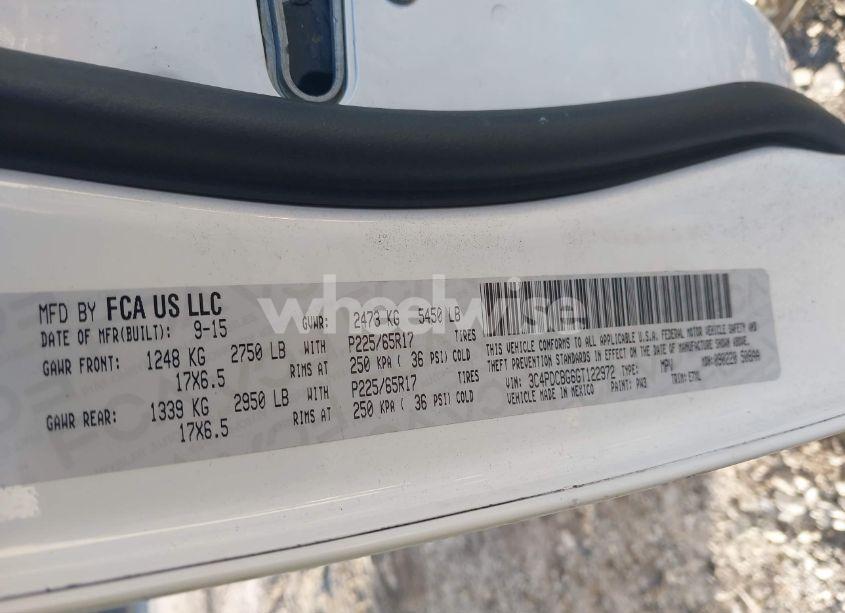 MFD BY FCA US LLC
DATE OF MFR(BUILT): 9-15 GVWR: 2473 KG 5450 LB
GAWR FRONT: 1248 KG 2750 LB WITH P225/65R17 TIRES
17X6.5 RIMS AT 250 KPA ( 36 PSI) COLD
GAWR REAR: 1339 KG 2950 LB WITH P225/65R17 TIRES
17X6.5 RIMS AT 250 KPA ( 36 PSI) COLD
THIS VEHICLE CONFORMS TO ALL APPLICABLE U.S.A. FEDERAL MOTOR VEHICLE SAFETY AND
THEFT PREVENTION STANDARDS IN EFFECT ON THE DATE OF MANUFACTURE SHOWN ABOVE.
VIN: 3C4PDCBG6GT122972 TYPE: MPV MDH:
VEHICLE MADE IN MEXICO PAINT: PW3 TRIM: E7XL
wheelwise